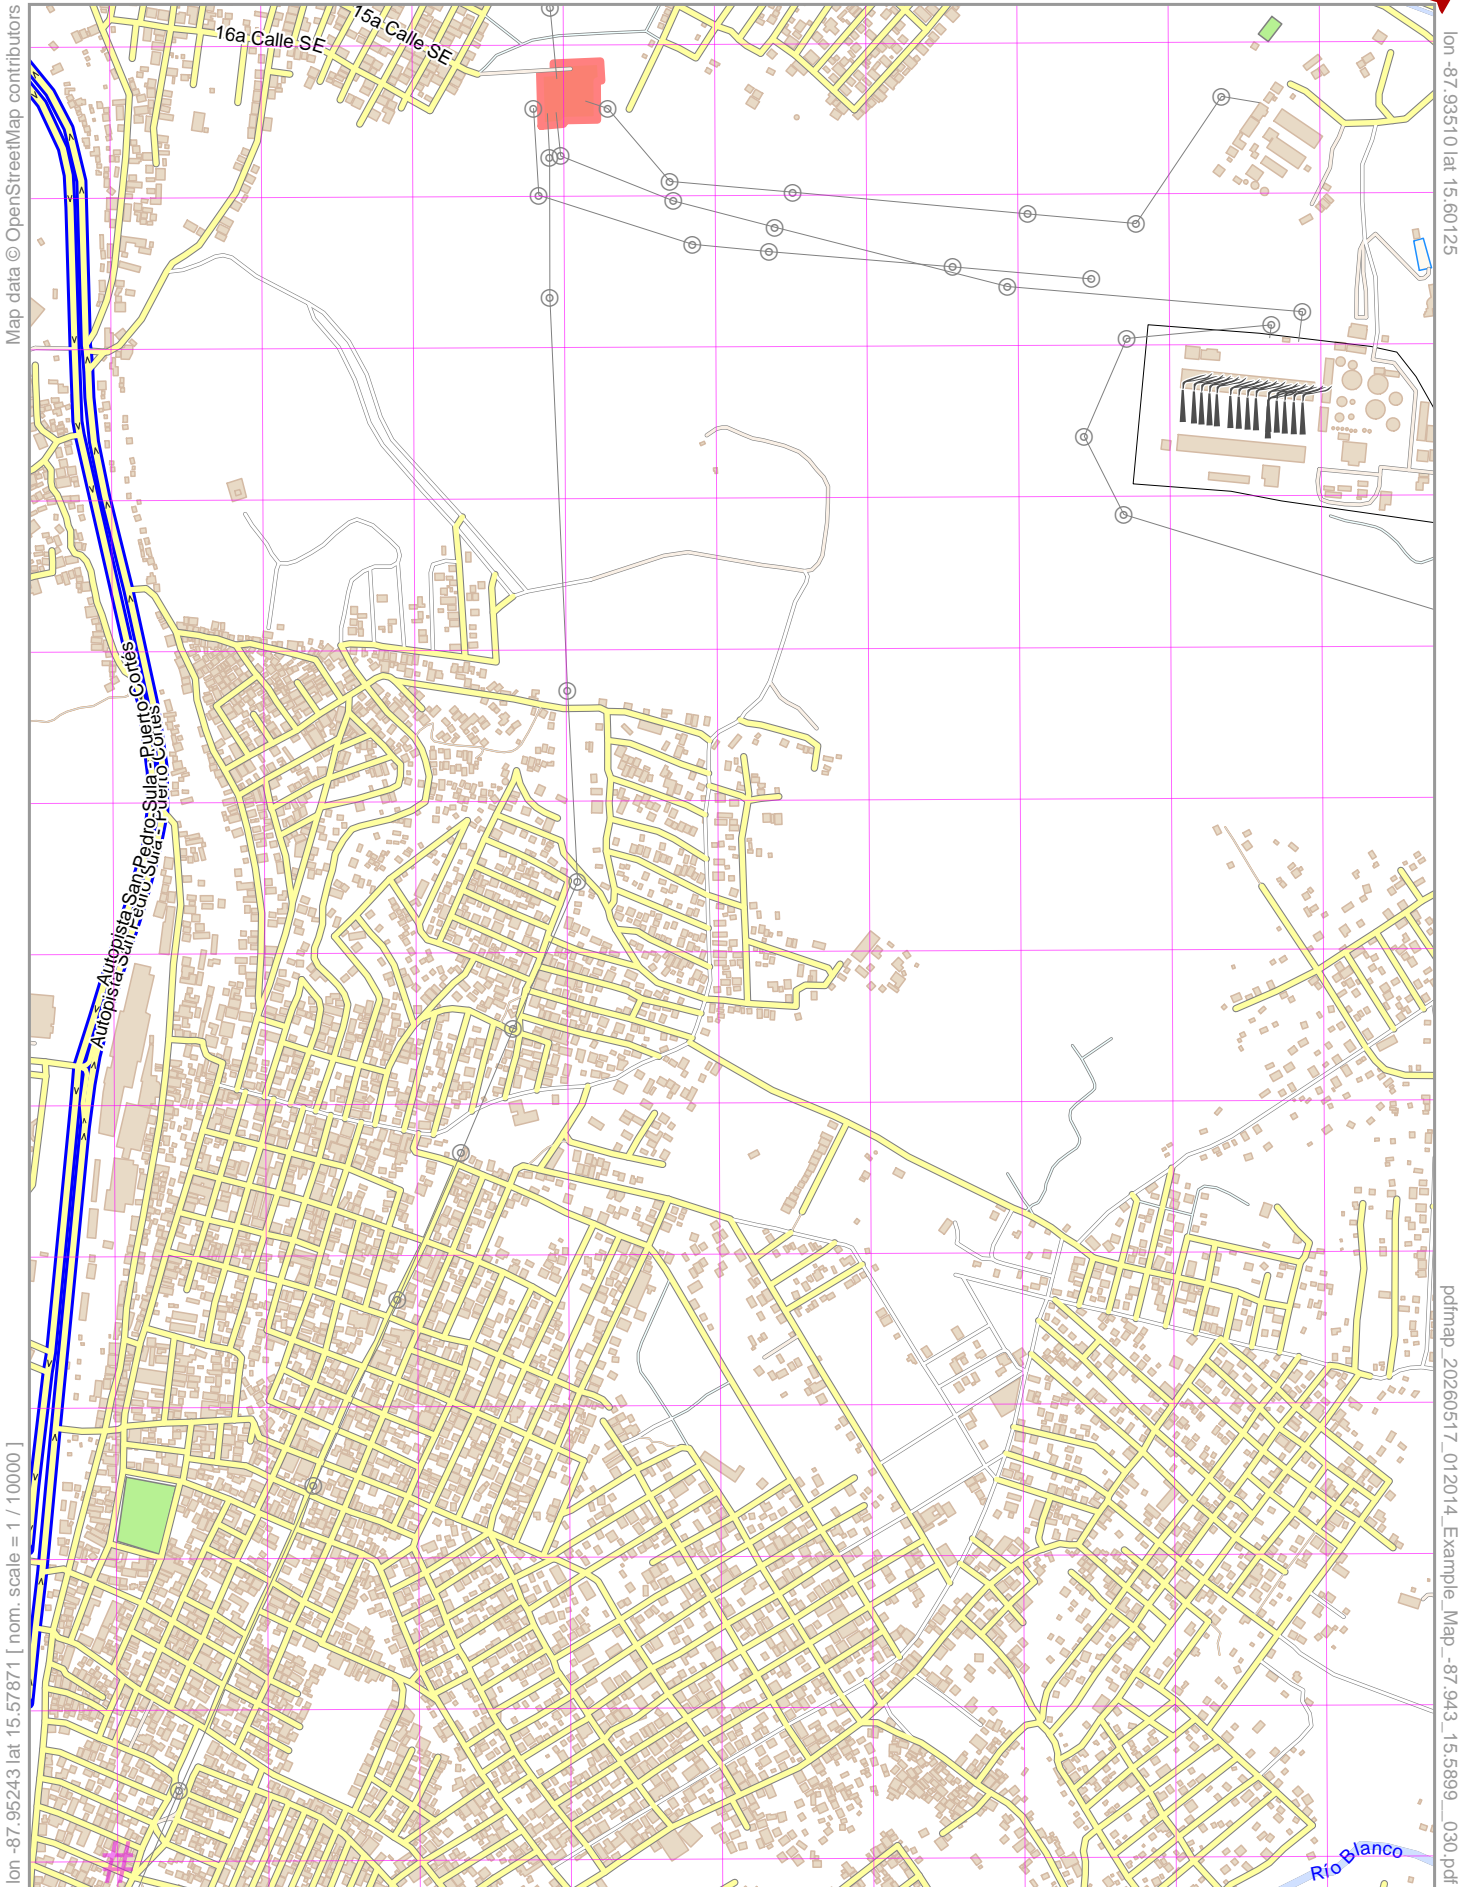 Map data © OpenStreetMap contributors
16a Calle SE
15a Calle SE
lon -87.93510 lat 15.60125
Autopista San Pedro Sula - Puerto Cortés
Autopista San Pedro Sula - Puerto Cortés
lon -87.95243 lat 15.57871 [ nom. scale = 1 / 10000 ]
pdfmap_20260517_012014_Example_Map_-87.943_15.5899__030.pdf
Río Blanco